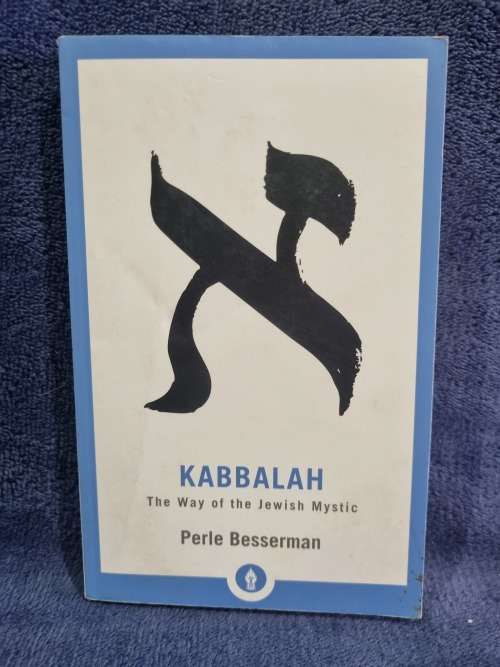 א
KABBALAH
The Way of the Jewish Mystic
Perle Besserman